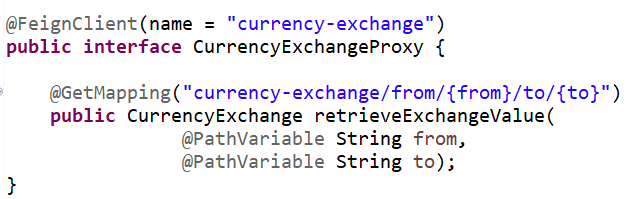 @FeignClient(name = "currency-exchange")
public interface CurrencyExchangeProxy {
@GetMapping("currency-exchange/from/{from}/to/{to}")
public CurrencyExchange retrieveExchangeValue(
@PathVariable String from,
@PathVariable String to);
}